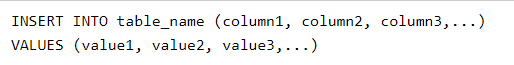 INSERT INTO table_name (column1, column2, column3,...)
VALUES (value1, value2, value3,...)